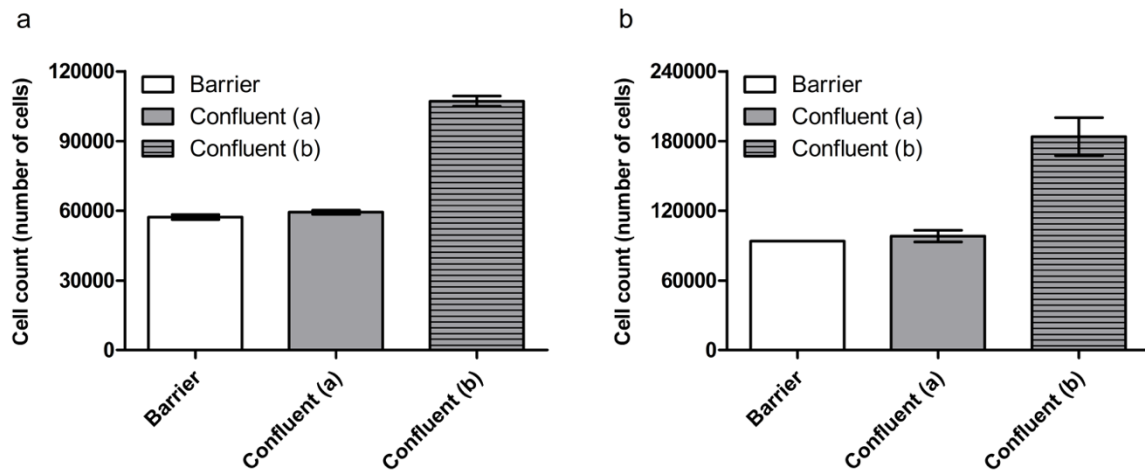 a
Cell count (number of cells)
120000
90000
60000
30000
0
Barrier
Confluent (a)
Confluent (b)
Barrier
Confluent (a)
Confluent (b)
b
Cell count (number of cells)
240000
180000
120000
60000
0
Barrier
Confluent (a)
Confluent (b)
Barrier
Confluent (a)
Confluent (b)